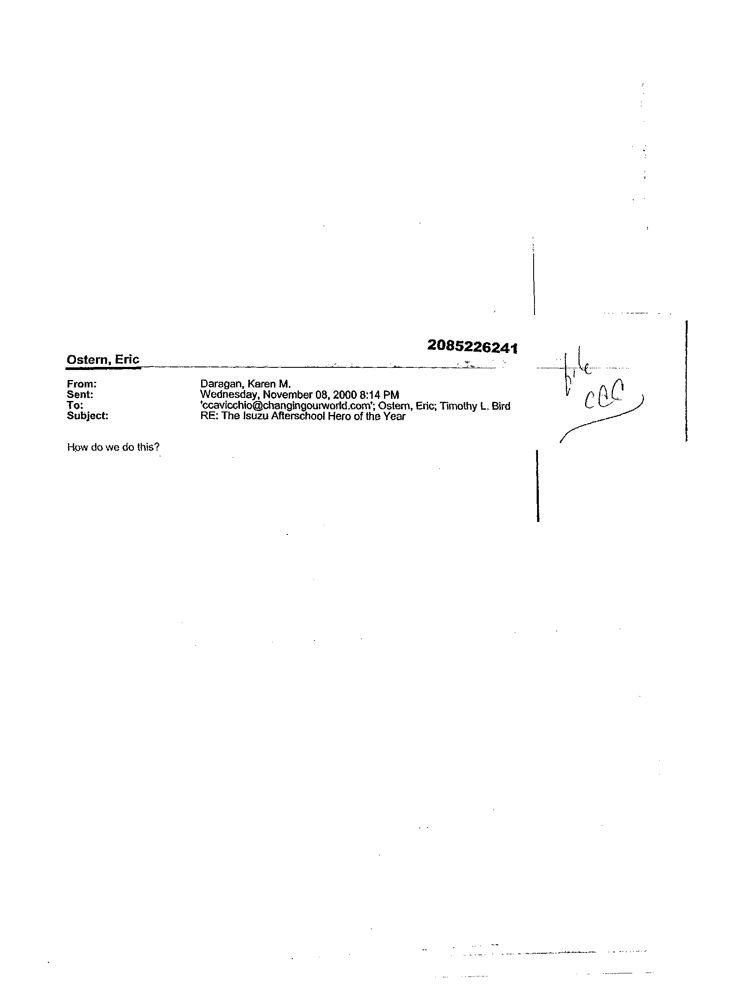 2085226241
Ostern, Eric
file
CAC
From: Daragan, Karen M.
Sent: Wednesday, November 08, 2000 8:14 PM
To: 'ccavicchio@changingourworld.com'; Ostern, Eric; Timothy L. Bird
Subject: RE: The Isuzu Afterschool Hero of the Year
How do we do this?